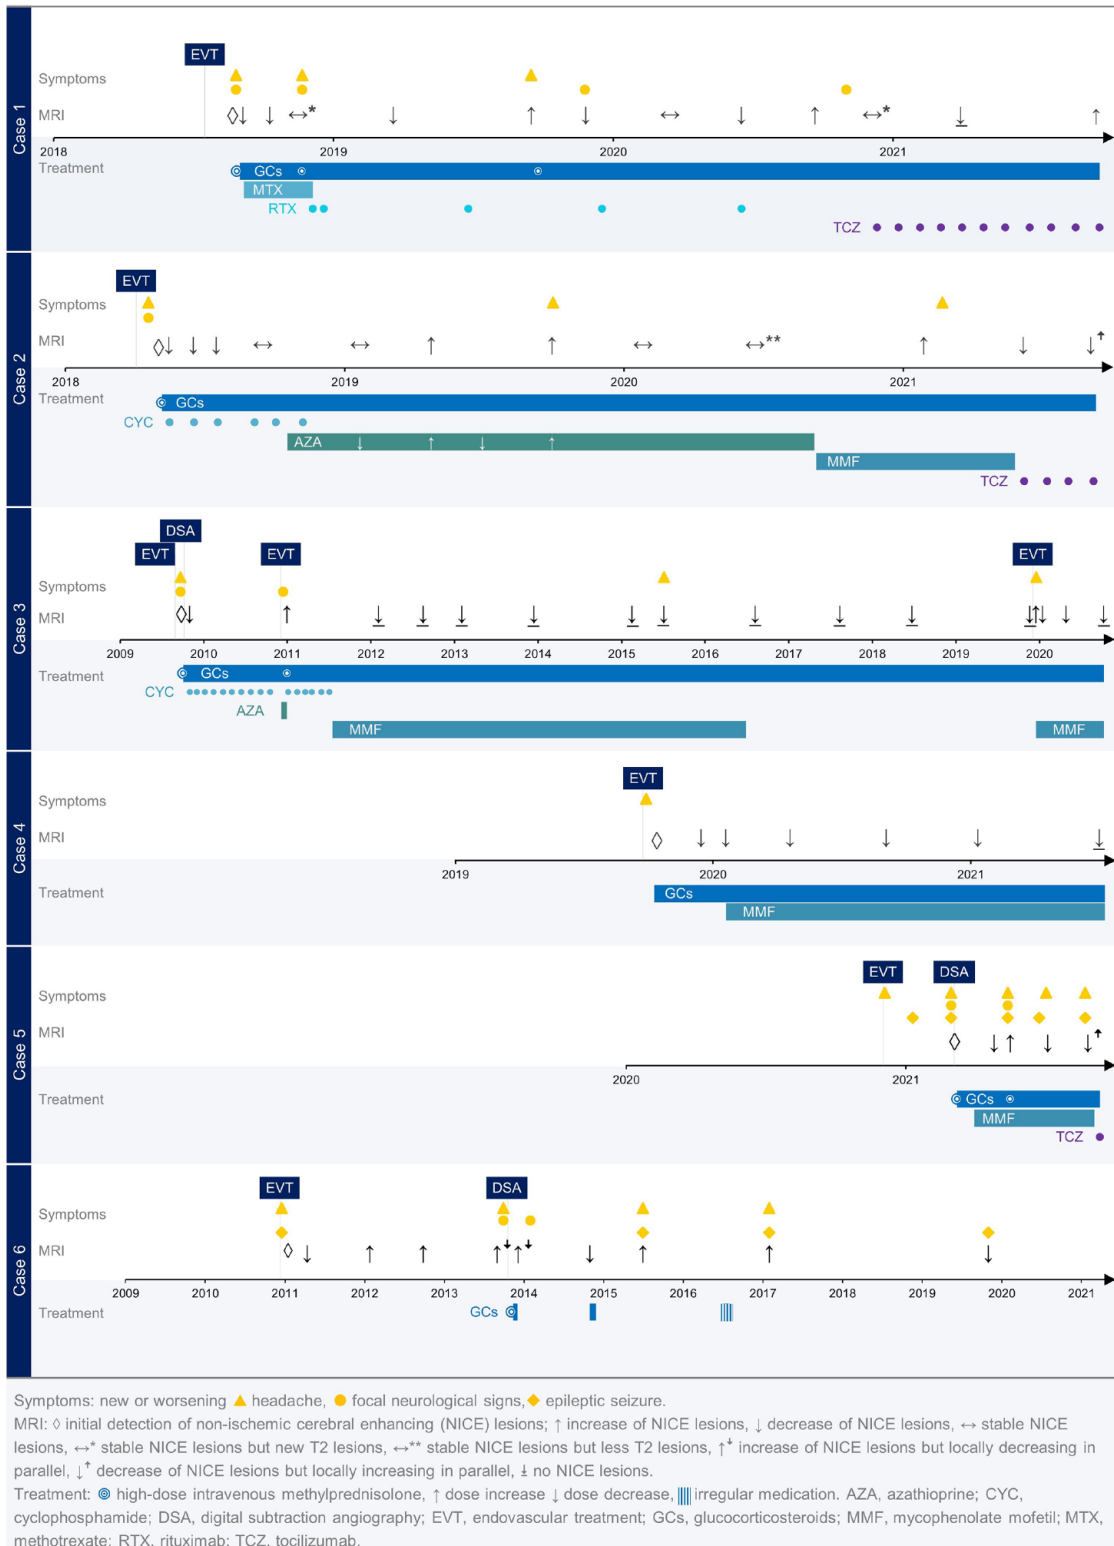 Case 1
EVT
Symptoms
MRI
*
*
2018 2019 2020 2021
Treatment
GCs
MTX
RTX
TCZ
Case 2
EVT
Symptoms
MRI
**
2018 2019 2020 2021
Treatment
GCs
CYC
AZA ↓ ↑ ↓ ↑
MMF
TCZ
Case 3
DSA
EVT EVT EVT
Symptoms
MRI
2009 2010 2011 2012 2013 2014 2015 2016 2017 2018 2019 2020
Treatment
GCs
CYC
AZA
MMF MMF
Case 4
EVT
Symptoms
MRI
2019 2020 2021
Treatment
GCs
MMF
Case 5
EVT DSA
Symptoms
MRI
2020 2021
Treatment
GCs
MMF
TCZ
Case 6
EVT DSA
Symptoms
MRI
2009 2010 2011 2012 2013 2014 2015 2016 2017 2018 2019 2020 2021
Treatment
GCs
Symptoms: new or worsening ▲ headache, ● focal neurological signs, ◆ epileptic seizure.
MRI: ◊ initial detection of non-ischemic cerebral enhancing (NICE) lesions; ↑ increase of NICE lesions, ↓ decrease of NICE lesions, ↔ stable NICE
lesions, ↔* stable NICE lesions but new T2 lesions, ↔** stable NICE lesions but less T2 lesions, ↑↓ increase of NICE lesions but locally decreasing in
parallel, ↓↑ decrease of NICE lesions but locally increasing in parallel, ↓ no NICE lesions.
Treatment: ◎ high-dose intravenous methylprednisolone, ↑ dose increase ↓ dose decrease, |||| irregular medication. AZA, azathioprine; CYC,
cyclophosphamide; DSA, digital subtraction angiography; EVT, endovascular treatment; GCs, glucocorticosteroids; MMF, mycophenolate mofetil; MTX,
methotrexate; RTX, rituximab; TCZ, tocilizumab.